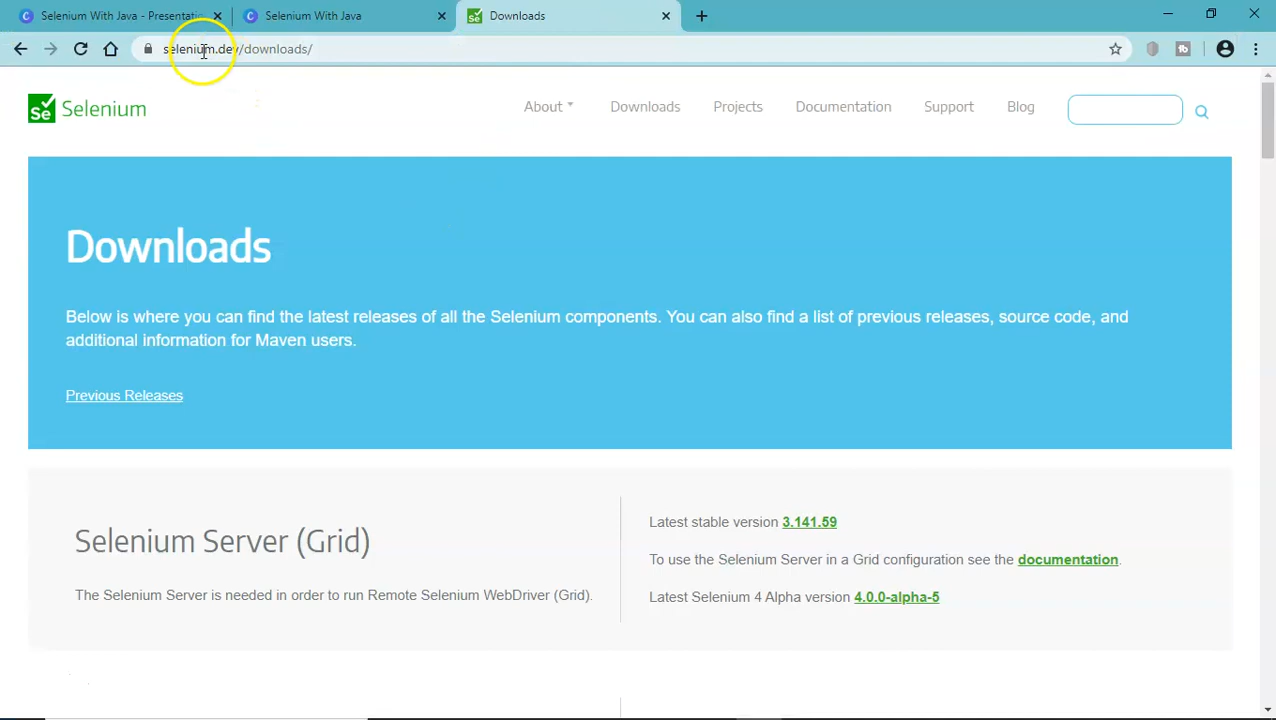 Selenium With Java - Presentati
Selenium With Java
Downloads
selenium.dev/downloads/
Se Selenium
About
Downloads
Projects
Documentation
Support
Blog
Downloads
Below is where you can find the latest releases of all the Selenium components. You can also find a list of previous releases, source code, and
additional information for Maven users.
Previous Releases
Selenium Server (Grid)
The Selenium Server is needed in order to run Remote Selenium WebDriver (Grid).
Latest stable version 3.141.59
To use the Selenium Server in a Grid configuration see the documentation.
Latest Selenium 4 Alpha version 4.0.0-alpha-5